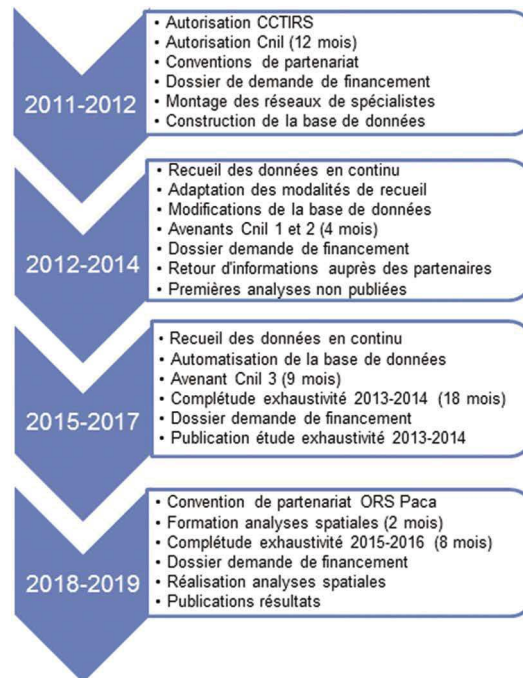 2011-2012
• Autorisation CCTIRS
• Autorisation Cnil (12 mois)
• Conventions de partenariat
• Dossier de demande de financement
• Montage des réseaux de spécialistes
• Construction de la base de données
2012-2014
• Recueil des données en continu
• Adaptation des modalités de recueil
• Modifications de la base de données
• Avenants Cnil 1 et 2 (4 mois)
• Dossier demande de financement
• Retour d'informations auprès des partenaires
• Premières analyses non publiées
2015-2017
• Recueil des données en continu
• Automatisation de la base de données
• Avenant Cnil 3 (9 mois)
• Complétude exhaustivité 2013-2014 (18 mois)
• Dossier demande de financement
• Publication étude exhaustivité 2013-2014
2018-2019
• Convention de partenariat ORS Paca
• Formation analyses spatiales (2 mois)
• Complétude exhaustivité 2015-2016 (8 mois)
• Dossier demande de financement
• Réalisation analyses spatiales
• Publications résultats